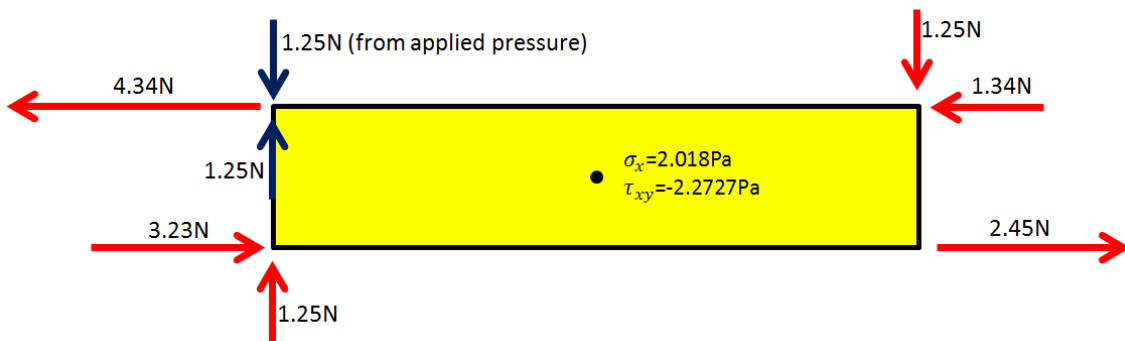 1.25N (from applied pressure)
1.25N
4.34N
1.34N
σₓ=2.018Pa
1.25N
τₓᵧ=-2.2727Pa
3.23N
2.45N
1.25N